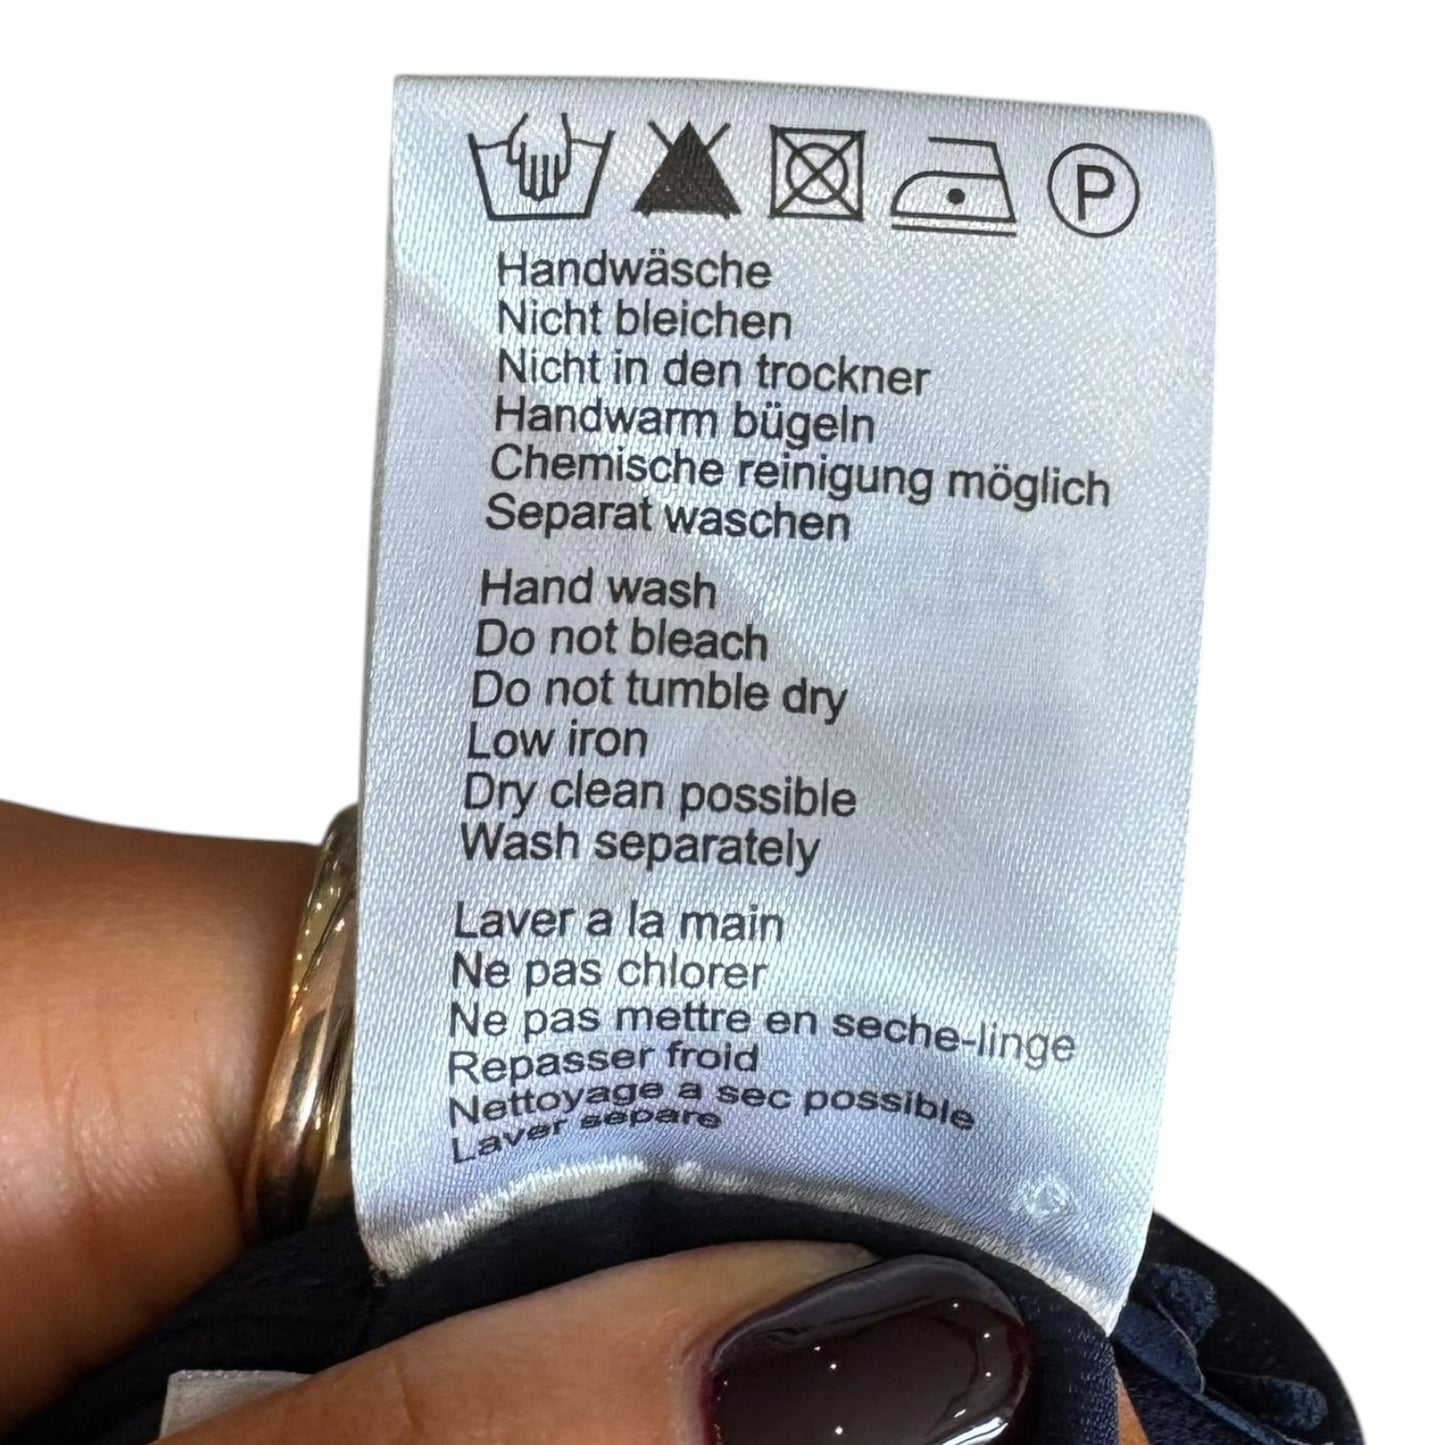 P
Handwäsche
Nicht bleichen
Nicht in den trockner
Handwarm bügeln
Chemische reinigung möglich
Separat waschen
Hand wash
Do not bleach
Do not tumble dry
Low iron
Dry clean possible
Wash separately
Laver a la main
Ne pas chlorer
Ne pas mettre en seche-linge
Repasser froid
Nettoyage a sec possible
Laver separe